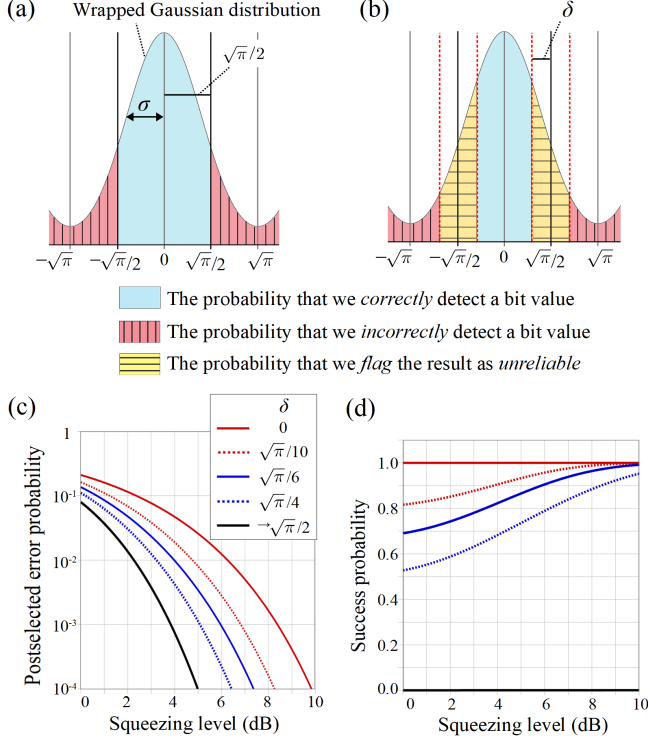 (a)
Wrapped Gaussian distribution
√π/2
σ
−√π −√π/2 0 √π/2 √π
(b)
δ
−√π −√π/2 0 √π/2 √π
The probability that we correctly detect a bit value
The probability that we incorrectly detect a bit value
The probability that we flag the result as unreliable
(c)
Postselected error probability
1
10⁻¹
10⁻²
10⁻³
10⁻⁴
0 2 4 6 8 10
Squeezing level (dB)
δ
0
√π/10
√π/6
√π/4
→√π/2
(d)
Success probability
1.0
0.8
0.6
0.4
0.2
0.0
0 2 4 6 8 10
Squeezing level (dB)